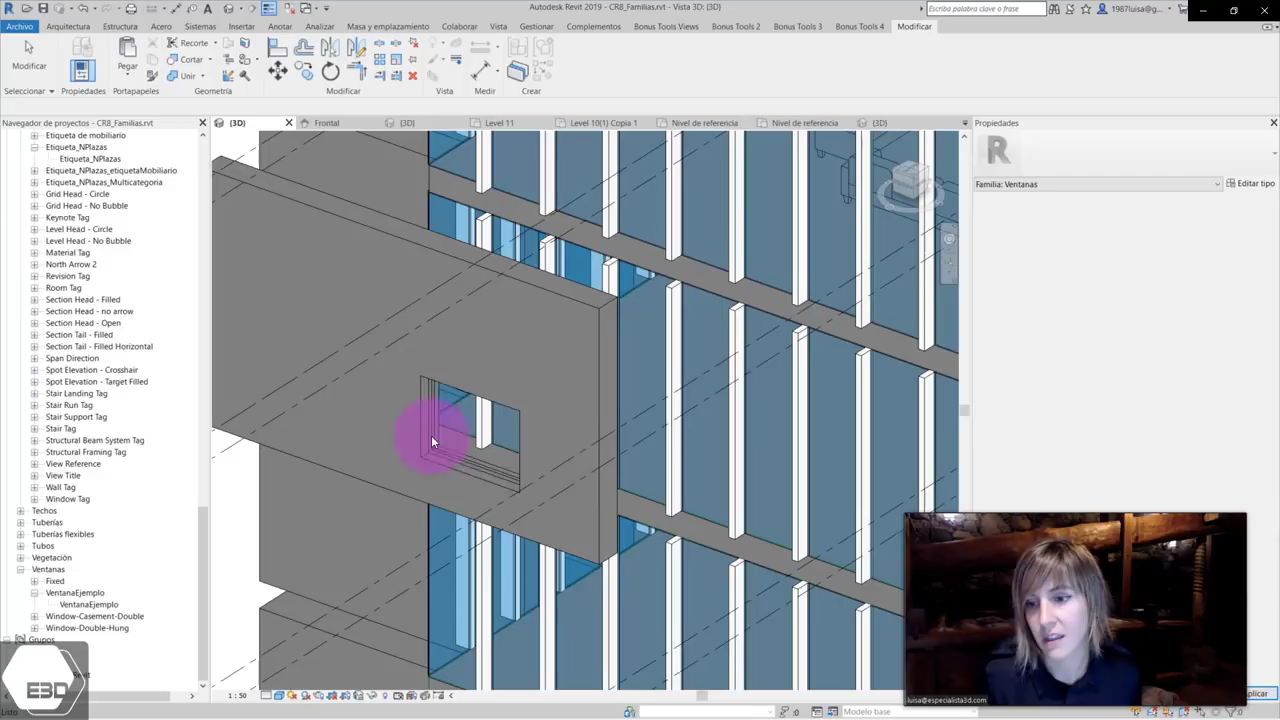 Autodesk Revit 2019 - CR8_Familias.rvt - Vista 3D: {3D}
Escriba palabra clave o frase
1987luisa@g...
Archivo
Arquitectura
Estructura
Acero
Sistemas
Insertar
Anotar
Analizar
Masa y emplazamiento
Colaborar
Vista
Gestionar
Complementos
Bonus Tools Views
Bonus Tools 2
Bonus Tools 3
Bonus Tools 4
Modificar
Modificar
Pegar
Recorte
Cortar
Unir
Seleccionar
Propiedades
Portapapeles
Geometría
Modificar
Vista
Medir
Crear
Navegador de proyectos - CR8_Familias.rvt
{3D}
Frontal
{3D}
Level 11
Level 10(1) Copia 1
Nivel de referencia
Nivel de referencia
{3D}
Propiedades
R
Familia: Ventanas
Editar tipo
Etiqueta de mobiliario
Etiqueta_NPlazas
Etiqueta_NPlazas
Etiqueta_NPlazas_etiquetaMobiliario
Etiqueta_NPlazas_Multicategoria
Grid Head - Circle
Grid Head - No Bubble
Keynote Tag
Level Head - Circle
Level Head - No Bubble
Material Tag
North Arrow 2
Revision Tag
Room Tag
Section Head - Filled
Section Head - no arrow
Section Head - Open
Section Tail - Filled
Section Tail - Filled Horizontal
Span Direction
Spot Elevation - Crosshair
Spot Elevation - Target Filled
Stair Landing Tag
Stair Run Tag
Stair Support Tag
Stair Tag
Structural Beam System Tag
Structural Framing Tag
View Reference
View Title
Wall Tag
Window Tag
Techos
Tuberías
Tuberías flexibles
Tubos
Vegetación
Ventanas
Fixed
VentanaEjemplo
VentanaEjemplo
Window-Casement-Double
Window-Double-Hung
Grupos
E3D
Listo
1 : 50
:0
Modelo base
luisa@especialista3d.com
Aplicar
:0